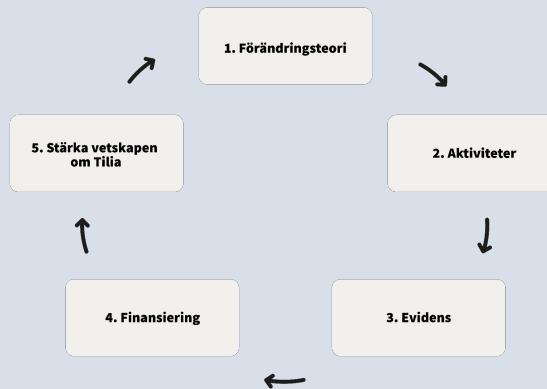 1. Förändringsteori
2. Aktiviteter
3. Evidens
4. Finansiering
5. Stärka vetskapen
om Tilia